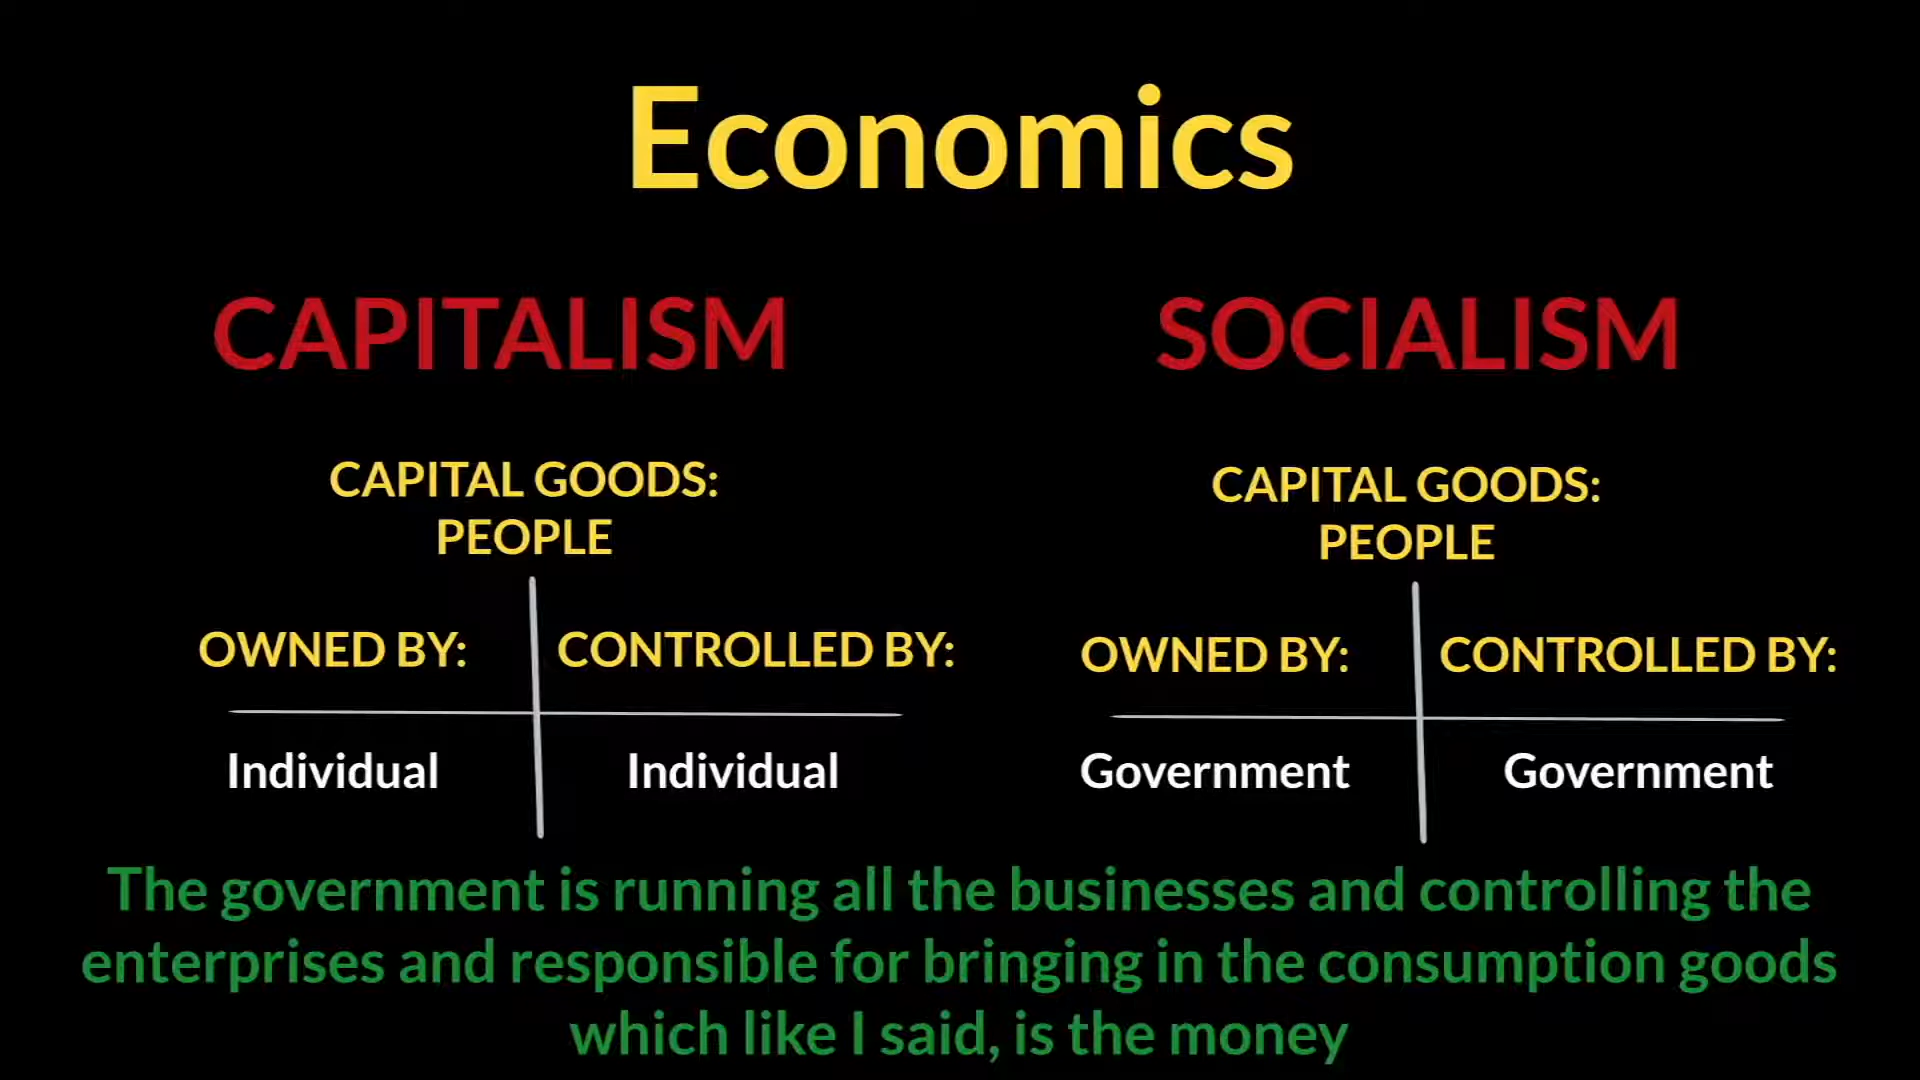 Economics
CAPITALISM
SOCIALISM
CAPITAL GOODS:
PEOPLE
CAPITAL GOODS:
PEOPLE
OWNED BY:
CONTROLLED BY:
OWNED BY:
CONTROLLED BY:
Individual
Individual
Government
Government
The government is running all the businesses and controlling the
enterprises and responsible for bringing in the consumption goods
which like I said, is the money